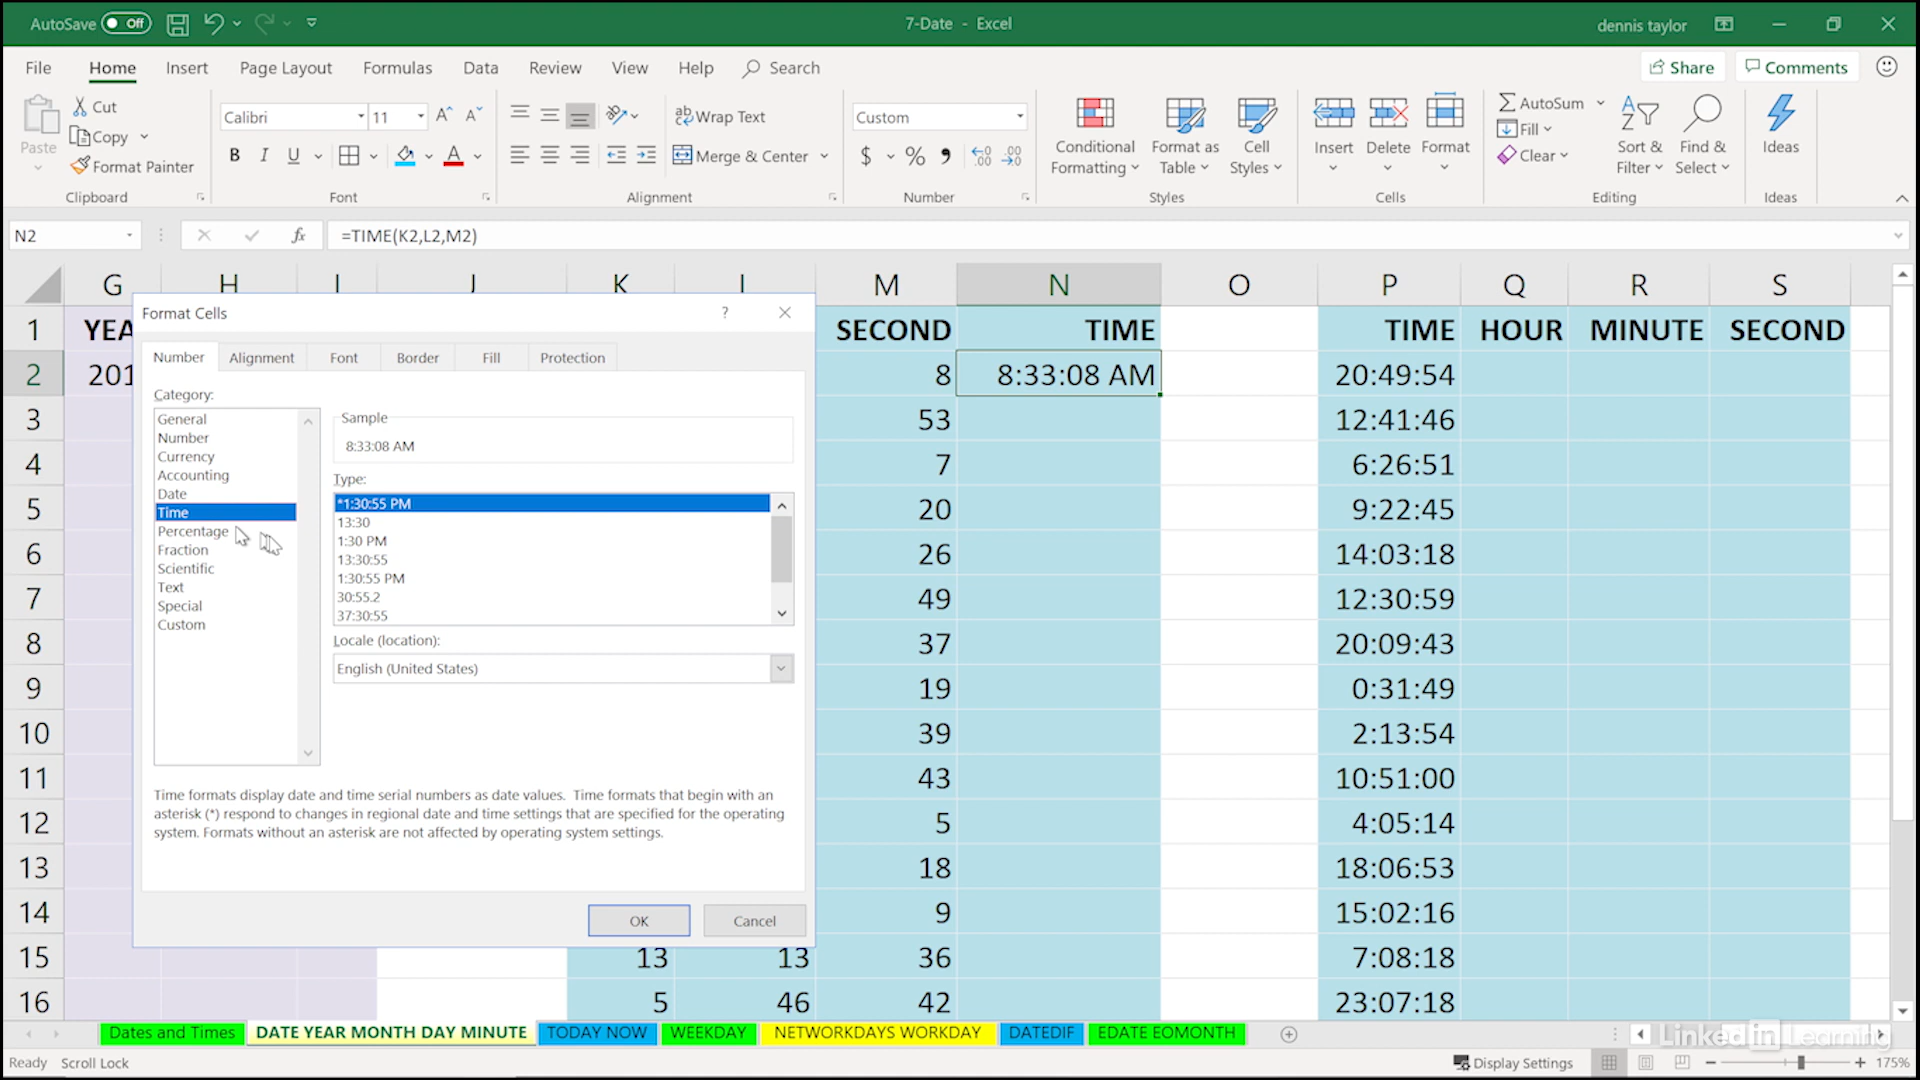 AutoSave Off
7-Date - Excel
dennis taylor
File Home Insert Page Layout Formulas Data Review View Help Search
Share Comments
Paste
Cut
Copy
Format Painter
Clipboard
Calibri 11
B I U
Font
Wrap Text
Merge & Center
Alignment
Custom
$ % ,
Number
Conditional Formatting
Format as Table
Cell Styles
Styles
Insert Delete Format
Cells
AutoSum
Fill
Clear
Sort & Filter
Find & Select
Editing
Ideas
Ideas
N2
fx =TIME(K2,L2,M2)
G H I J K L M N O P Q R S
1 YEA SECOND TIME TIME HOUR MINUTE SECOND
2 201 8 8:33:08 AM 20:49:54
3 53 12:41:46
4 7 6:26:51
5 20 9:22:45
6 26 14:03:18
7 49 12:30:59
8 37 20:09:43
9 19 0:31:49
10 39 2:13:54
11 43 10:51:00
12 5 4:05:14
13 18 18:06:53
14 9 15:02:16
15 13 13 36 7:08:18
16 5 46 42 23:07:18
Format Cells ?
Number Alignment Font Border Fill Protection
Category:
General
Number
Currency
Accounting
Date
Time
Percentage
Fraction
Scientific
Text
Special
Custom
Sample
8:33:08 AM
Type:
*1:30:55 PM
13:30
1:30 PM
13:30:55
1:30:55 PM
30:55.2
37:30:55
Locale (location):
English (United States)
Time formats display date and time serial numbers as date values. Time formats that begin with an
asterisk (*) respond to changes in regional date and time settings that are specified for the operating
system. Formats without an asterisk are not affected by operating system settings.
OK Cancel
Dates and Times DATE YEAR MONTH DAY MINUTE TODAY NOW WEEKDAY NETWORKDAYS WORKDAY DATEDIF EDATE EOMONTH
Linked in Learning
Ready Scroll Lock
Display Settings
175%